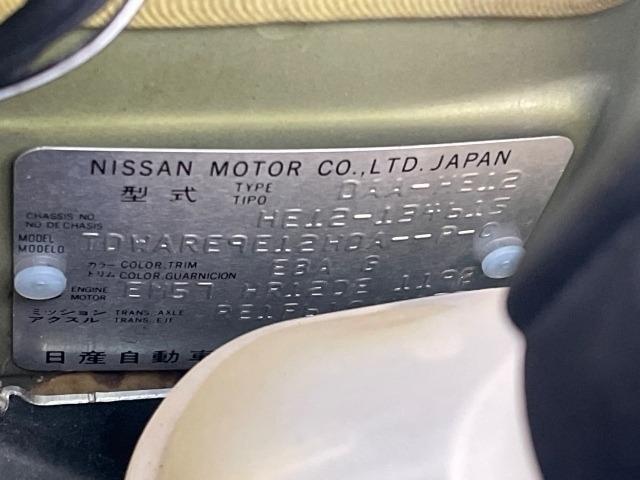 NISSAN MOTOR CO.,LTD. JAPAN
型式 TYPE TIPO DAA-HE12
CHASSIS NO. NO DE CHASIS HE12-134615
MODEL MODELO TDWARE9E12HDA--P-C
カラー COLOR,TRIM トリム COLOR,GUARNICION EBA G
ENGINE MOTOR EM57 HR12DE 1198
ミッション TRANS. AXLE アクスル TRANS. EJE
日産自動車